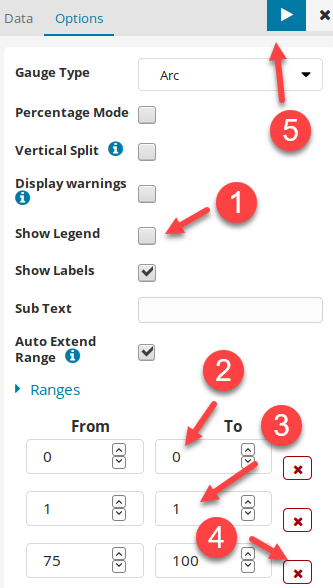 Data Options
5
Gauge Type Arc
Percentage Mode
Vertical Split
Display warnings
1
Show Legend
Show Labels
Sub Text
Auto Extend
Range
2
Ranges
From To
3
0 0
1 1
4
75 100